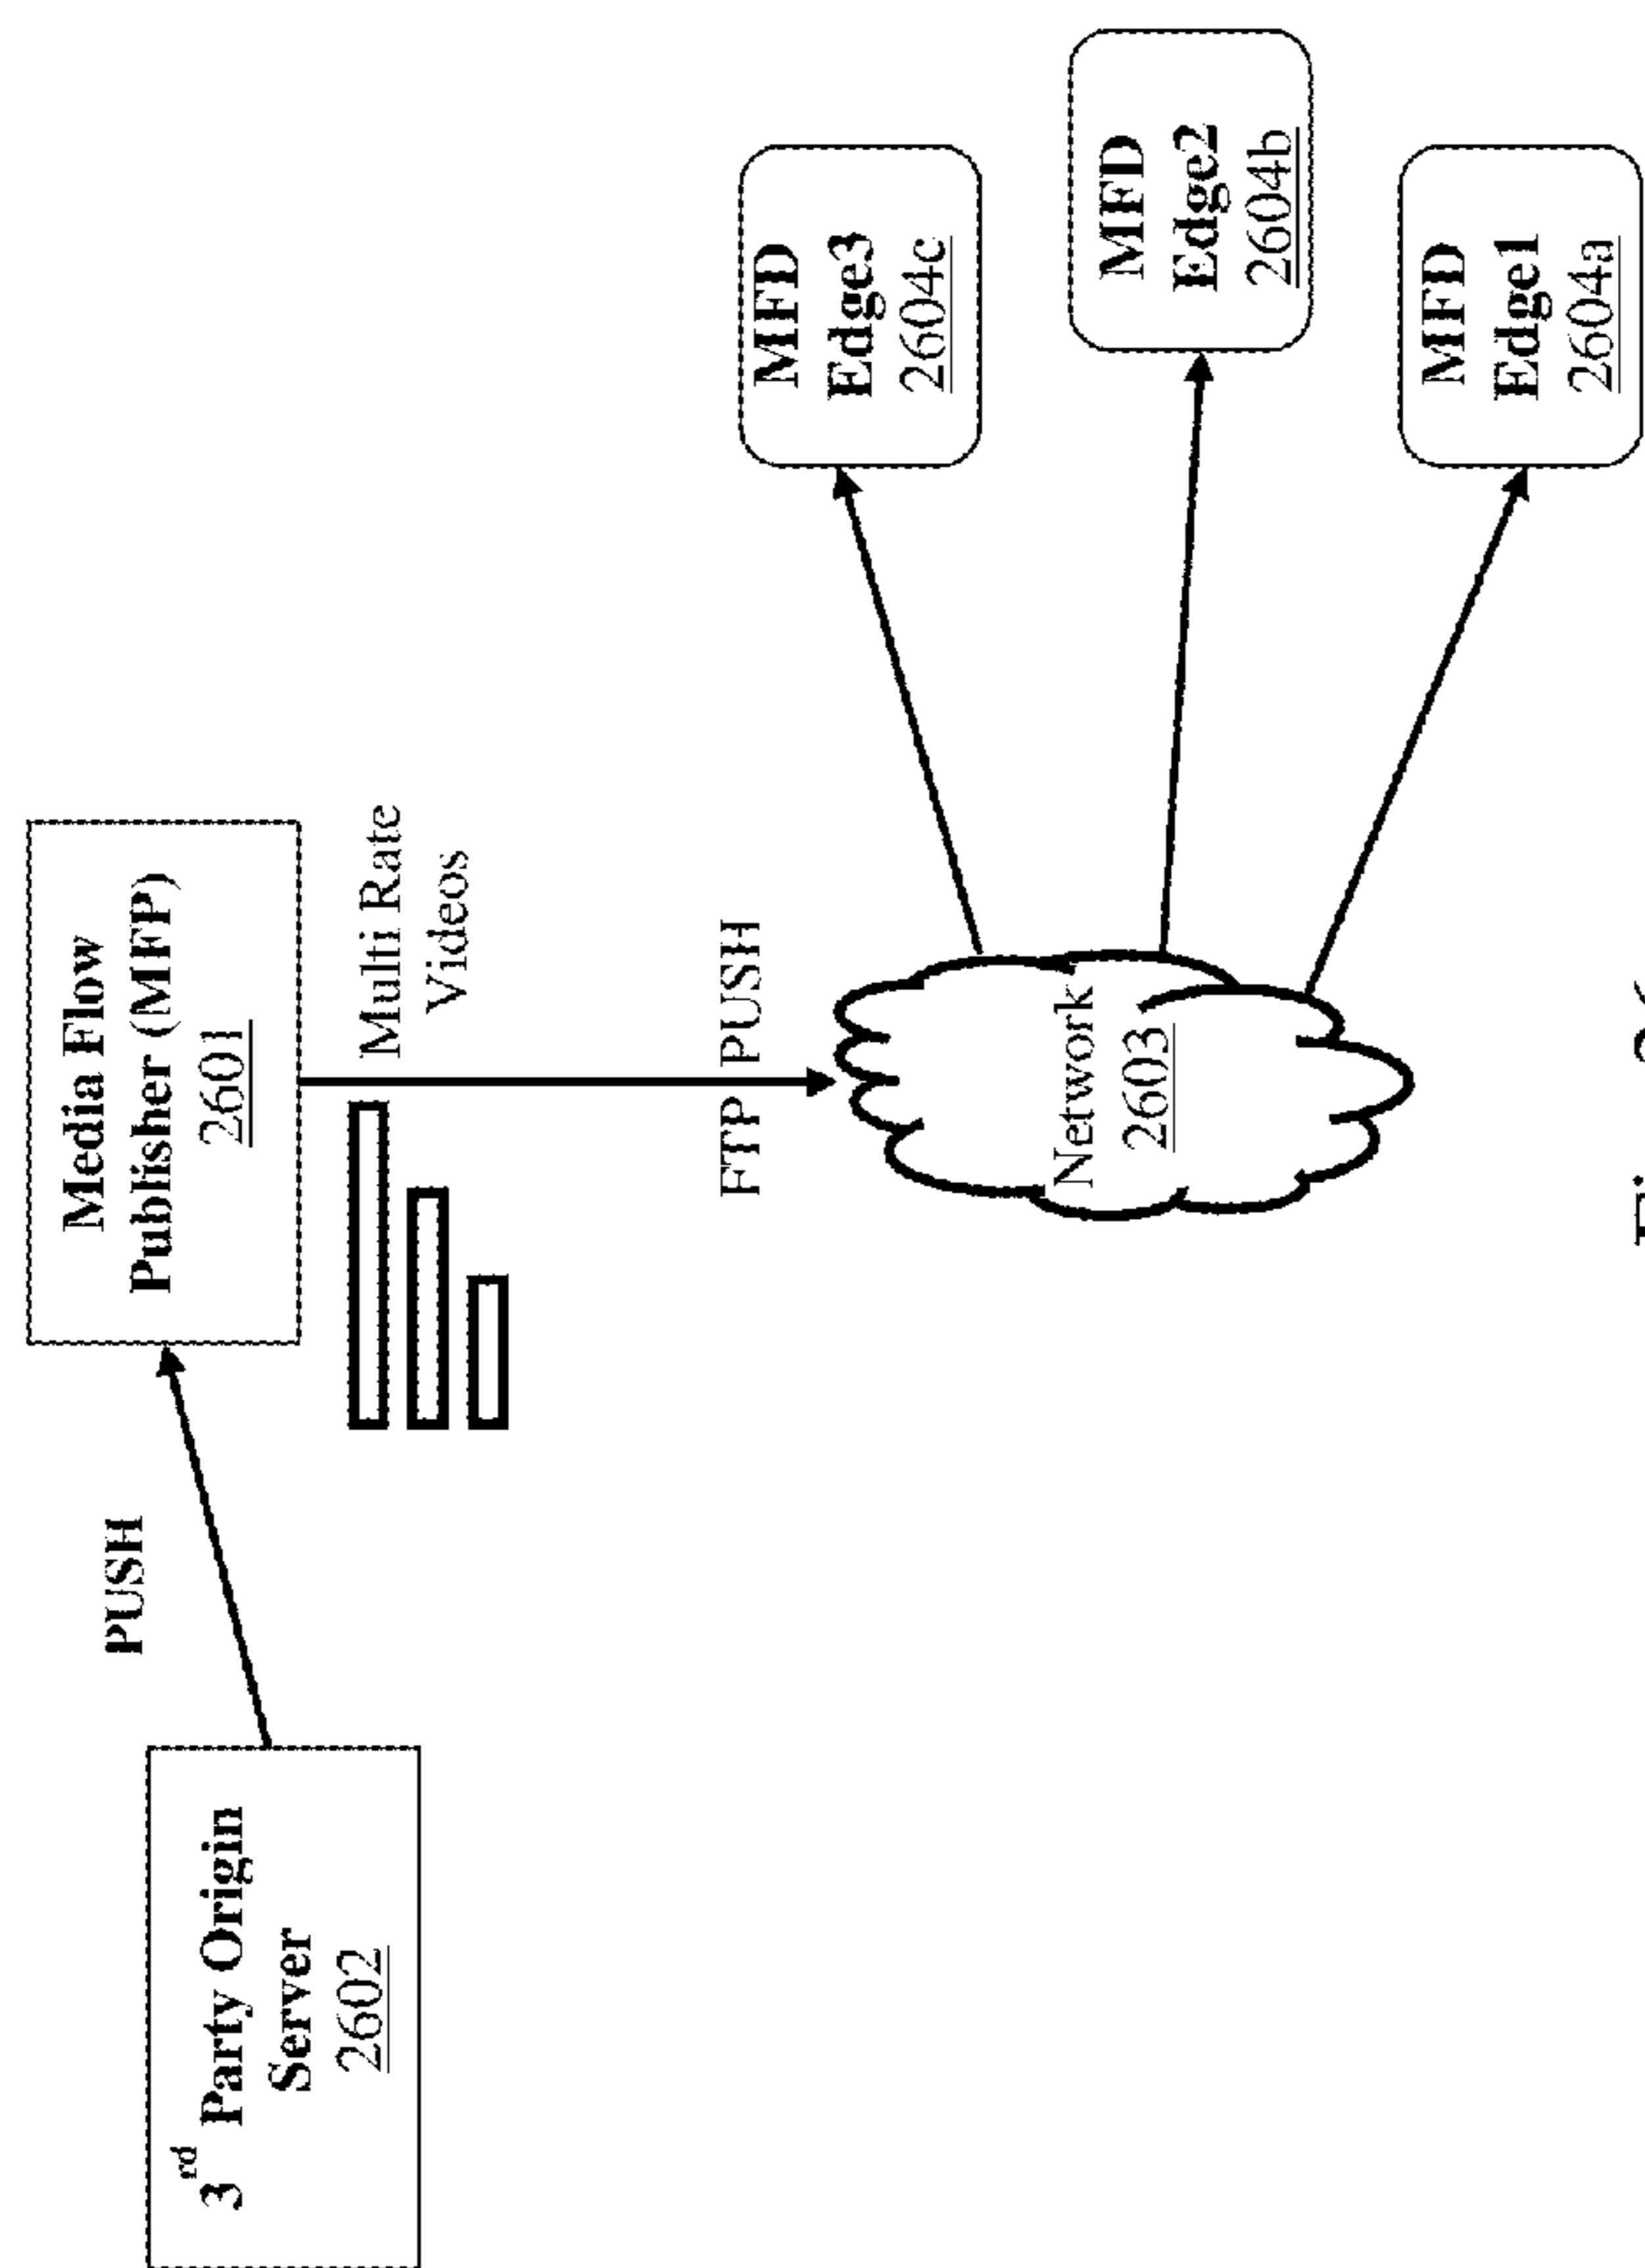 3rd Party Origin
Server
2602
PUSH
Media Flow
Publisher (MFP)
2601
Multi Rate
Videos
FTP PUSH
Network
2603
MFD
Edge3
2604c
MFD
Edge2
2604b
MFD
Edge1
2604a